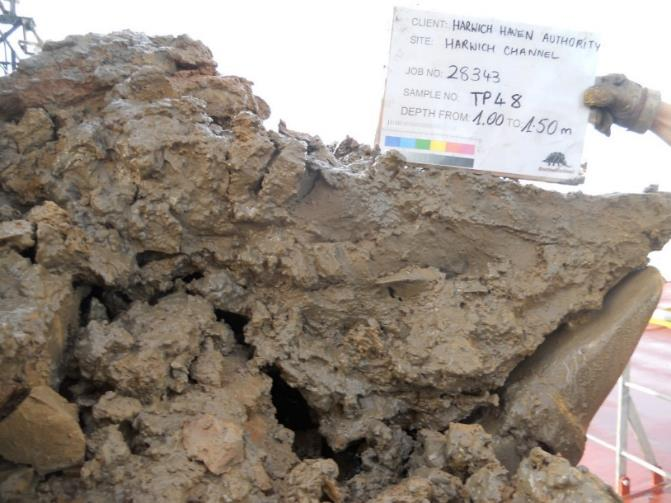 CLIENT: HARWICH HAVEN AUTHORITY
SITE: HARWICH CHANNEL
JOB NO: 28343
SAMPLE NO: TP48
DEPTH FROM: 1.00 TO 1.50 m